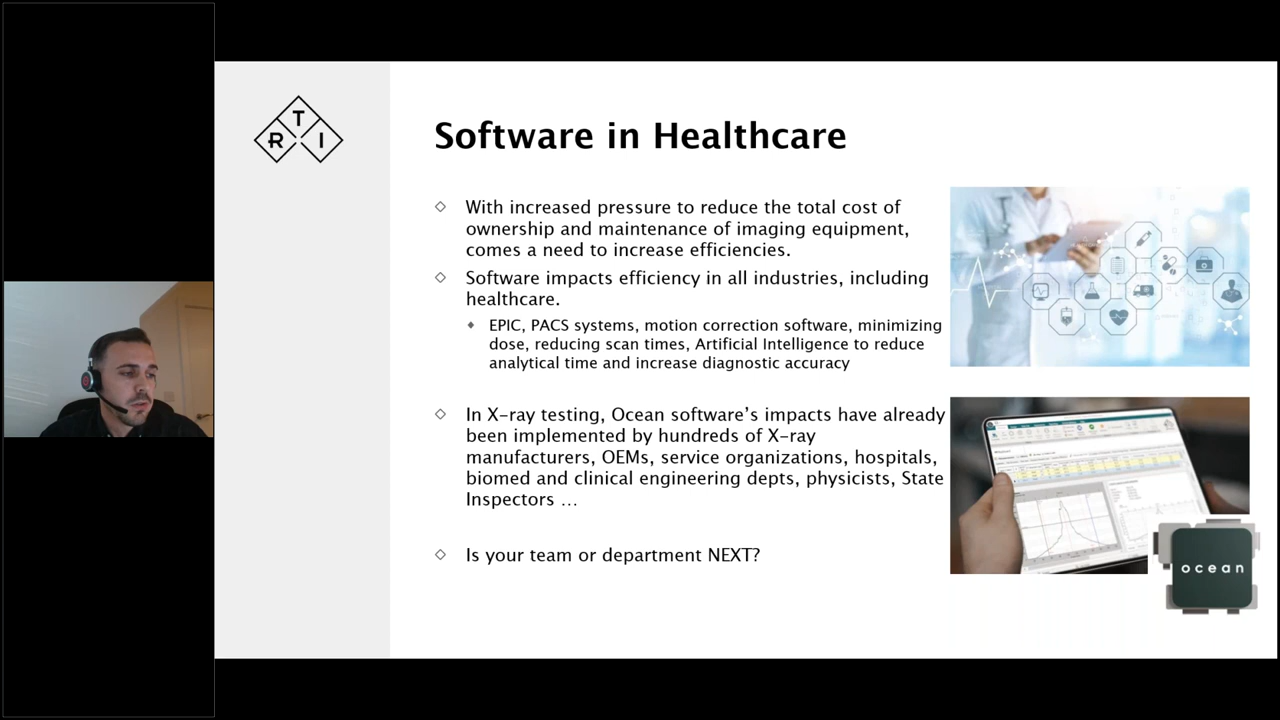 T
R I
Software in Healthcare
With increased pressure to reduce the total cost of
ownership and maintenance of imaging equipment,
comes a need to increase efficiencies.
Software impacts efficiency in all industries, including
healthcare.
EPIC, PACS systems, motion correction software, minimizing
dose, reducing scan times, Artificial Intelligence to reduce
analytical time and increase diagnostic accuracy
In X-ray testing, Ocean software's impacts have already
been implemented by hundreds of X-ray
manufacturers, OEMs, service organizations, hospitals,
biomed and clinical engineering depts, physicists, State
Inspectors …
Is your team or department NEXT?
ocean